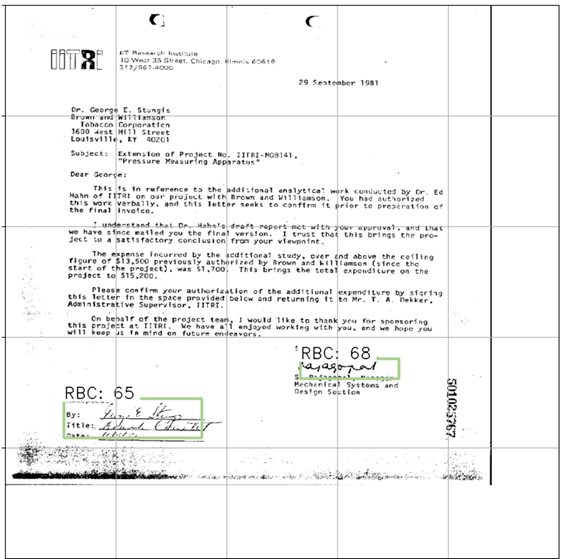 IITRI
IIT Research Institute
10 West 35 Street, Chicago, Illinois 60616
312/567-4000
29 September 1981
Dr. George E. Stungis
Brown and Williamson
Tobacco Corporation
1600 West Hill Street
Louisville, KY 40201
Subject: Extension of Project No. IITRI-M08141,
"Pressure Measuring Apparatus"
Dear George:
This is in reference to the additional analytical work conducted by Dr. Ed
Hahn of IITRI on our project with Brown and Williamson. You had authorized
this work verbally, and this letter seeks to confirm it prior to preparation of
the final invoice.
I understand that Dr. Hahn's draft report met with your approval, and that
we have since mailed you the final version. I trust that this brings the pro-
ject to a satisfactory conclusion from your viewpoint.
The expense incurred by the additional study, over and above the ceiling
figure of $13,500 previously authorized by Brown and Williamson (since the
start of the project), was $1,700. This brings the total expenditure on the
project to $15,200.
Please confirm your authorization of the additional expenditure by signing
this letter in the space provided below and returning it to Mr. T. A. Dekker,
Administrative Supervisor, IITRI.
On behalf of the project team, I would like to thank you for sponsoring
this project at IITRI. We have all enjoyed working with you, and we hope you
will keep us in mind on future endeavors.
RBC: 68
Rajagopal
Manager
Mechanical Systems and
Design Section
RBC: 65
By: George E. Stungis
Title:
Date:
501025767